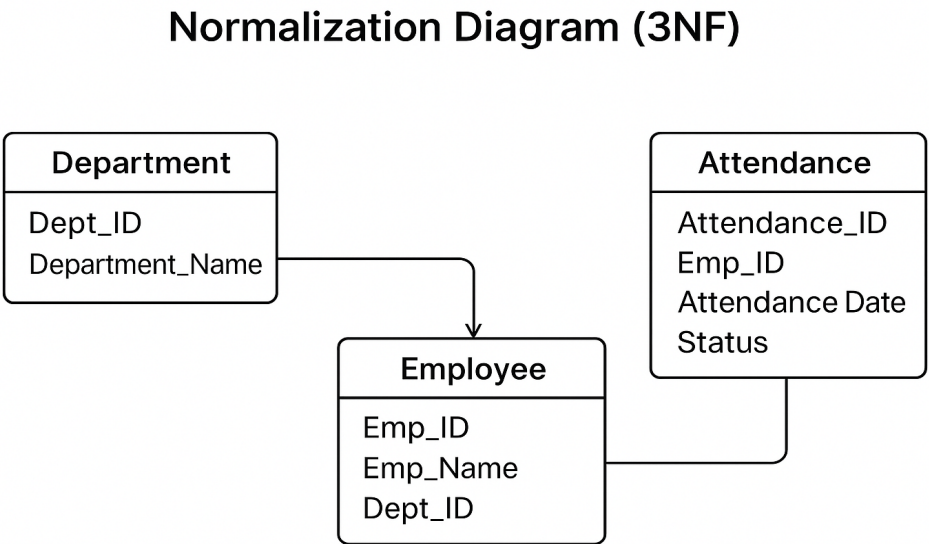 Normalization Diagram (3NF)
Department
Dept_ID
Department_Name
Attendance
Attendance_ID
Emp_ID
Attendance Date
Status
Employee
Emp_ID
Emp_Name
Dept_ID